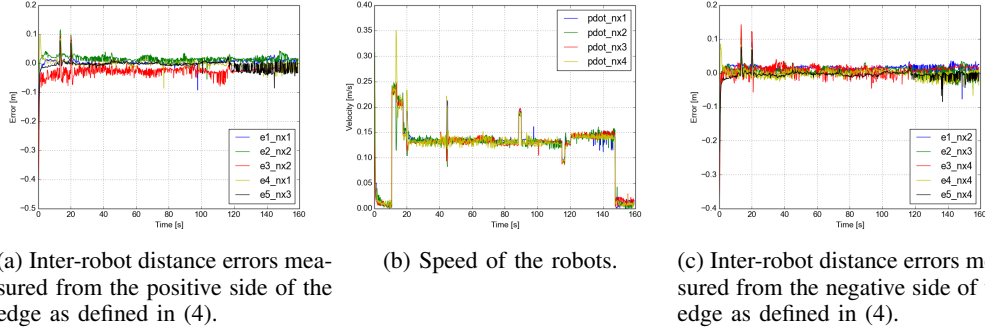 0.2
0.1
0.0
−0.1
−0.2
−0.3
−0.4
−0.5
Error [m]
0 20 40 60 80 100 120 140 160
Time [s]
e1_nx1
e2_nx2
e3_nx2
e4_nx1
e5_nx3
0.40
0.35
0.30
0.25
0.20
0.15
0.10
0.05
0.00
Velocity [m/s]
0 20 40 60 80 100 120 140 160
Time [s]
pdot_nx1
pdot_nx2
pdot_nx3
pdot_nx4
0.2
0.1
0.0
−0.1
−0.2
−0.3
−0.4
Error [m]
0 20 40 60 80 100 120 140 160
Time [s]
e1_nx2
e2_nx3
e3_nx4
e4_nx3
e5_nx4
(a) Inter-robot distance errors mea-
sured from the positive side of the
edge as defined in (4).
(b) Speed of the robots.
(c) Inter-robot distance errors me
sured from the negative side of
edge as defined in (4).